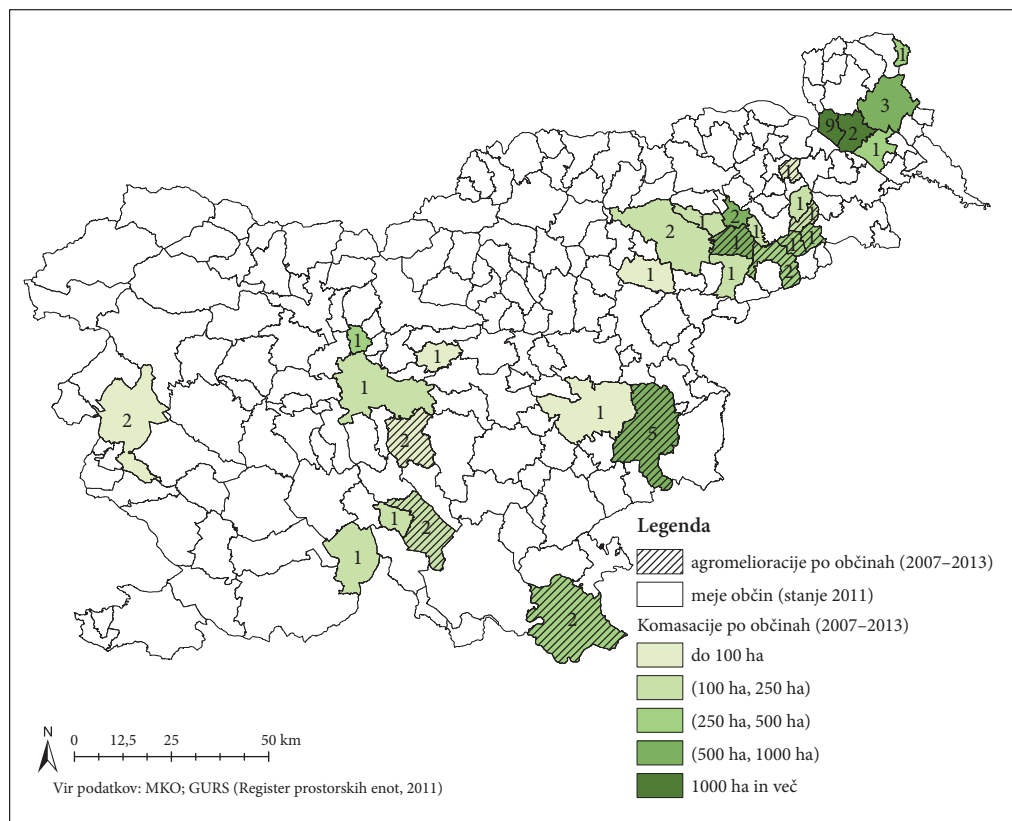 1
3
9
2
1
1
1
2
1
2
1
1
1
1
1
1
2
1
1
1
1
2
1
5
2
1
2
1
2
Legenda
agromelioracije po občinah (2007–2013)
meje občin (stanje 2011)
Komasacije po občinah (2007–2013)
do 100 ha
(100 ha, 250 ha)
(250 ha, 500 ha)
(500 ha, 1000 ha)
1000 ha in več
N
0 12,5 25 50 km
Vir podatkov: MKO; GURS (Register prostorskih enot, 2011)